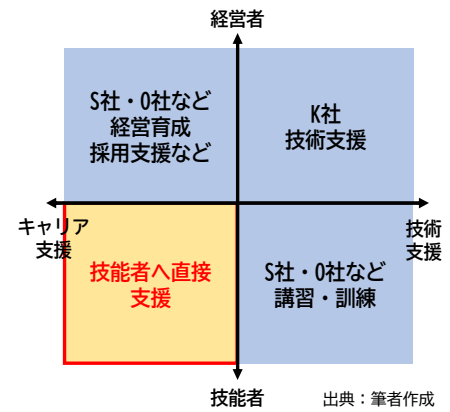 経営者
S社・O社など
経営育成
採用支援など
K社
技術支援
キャリア
支援
技術
支援
技能者へ直接
支援
S社・O社など
講習・訓練
技能者
出典：筆者作成